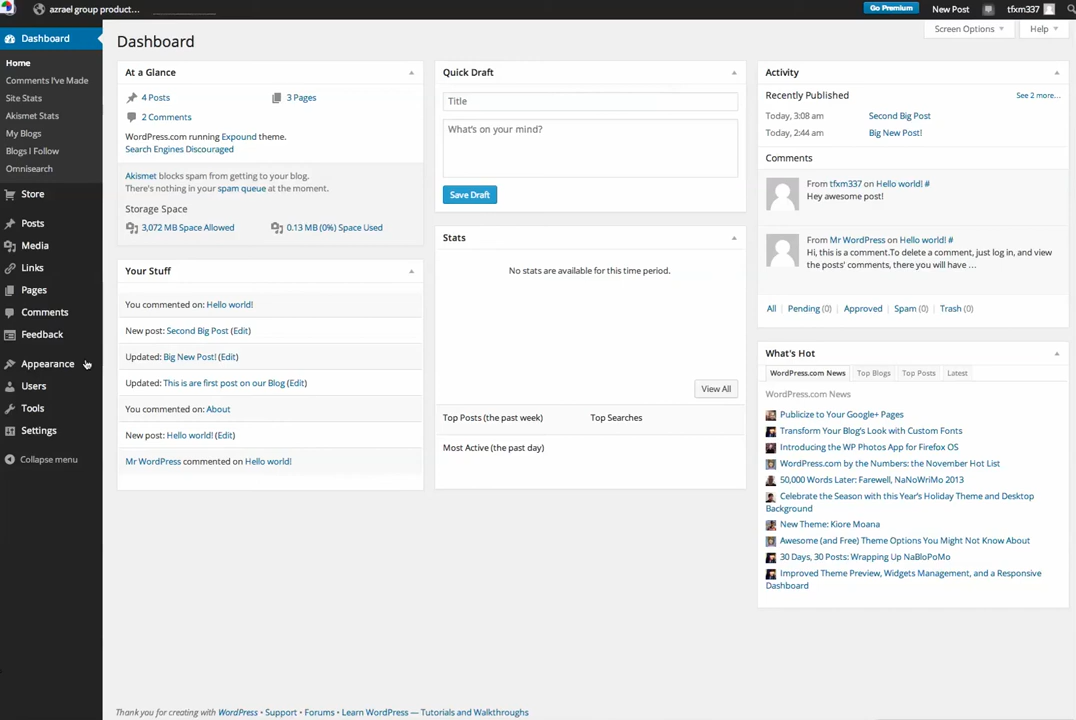 azrael group product...
Go Premium
New Post
tfxm337
Dashboard
Home
Comments I've Made
Site Stats
Akismet Stats
My Blogs
Blogs I Follow
Omnisearch
Store
Posts
Media
Links
Pages
Comments
Feedback
Appearance
Users
Tools
Settings
Collapse menu
Dashboard
Screen Options
Help
At a Glance
4 Posts
3 Pages
2 Comments
WordPress.com running Expound theme.
Search Engines Discouraged
Akismet blocks spam from getting to your blog.
There's nothing in your spam queue at the moment.
Storage Space
3,072 MB Space Allowed
0.13 MB (0%) Space Used
Your Stuff
You commented on: Hello world!
New post: Second Big Post (Edit)
Updated: Big New Post! (Edit)
Updated: This is are first post on our Blog (Edit)
You commented on: About
New post: Hello world! (Edit)
Mr WordPress commented on Hello world!
Quick Draft
Title
What's on your mind?
Save Draft
Stats
No stats are available for this time period.
View All
Top Posts (the past week)
Top Searches
Most Active (the past day)
Activity
Recently Published
See 2 more...
Today, 3:08 am
Second Big Post
Today, 2:44 am
Big New Post!
Comments
From tfxm337 on Hello world! #
Hey awesome post!
From Mr WordPress on Hello world! #
Hi, this is a comment.To delete a comment, just log in, and view
the posts' comments, there you will have ...
All
Pending (0)
Approved
Spam (0)
Trash (0)
What's Hot
WordPress.com News
Top Blogs
Top Posts
Latest
WordPress.com News
Publicize to Your Google+ Pages
Transform Your Blog's Look with Custom Fonts
Introducing the WP Photos App for Firefox OS
WordPress.com by the Numbers: the November Hot List
50,000 Words Later: Farewell, NaNoWriMo 2013
Celebrate the Season with this Year's Holiday Theme and Desktop
Background
New Theme: Kiore Moana
Awesome (and Free) Theme Options You Might Not Know About
30 Days, 30 Posts: Wrapping Up NaBloPoMo
Improved Theme Preview, Widgets Management, and a Responsive
Dashboard
Thank you for creating with WordPress • Support • Forums • Learn WordPress — Tutorials and Walkthroughs